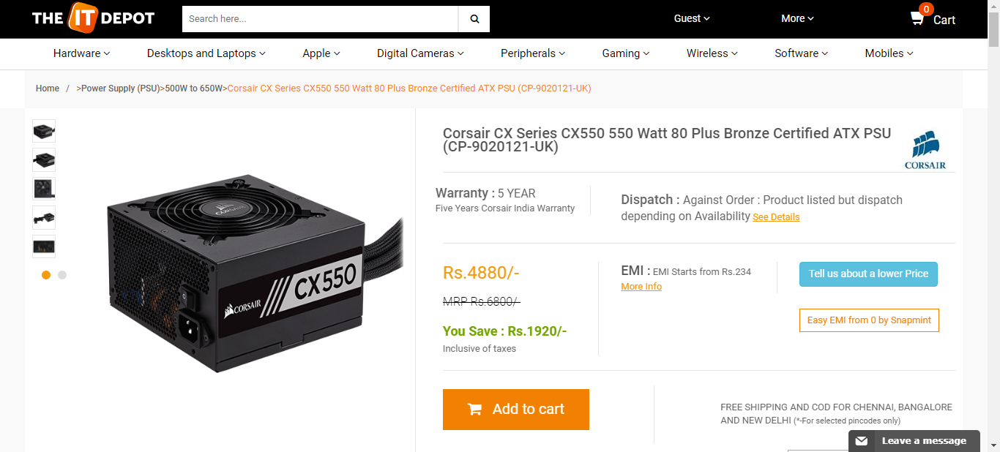 THE IT DEPOT
Search here...
Guest
More
0
Cart
Hardware
Desktops and Laptops
Apple
Digital Cameras
Peripherals
Gaming
Wireless
Software
Mobiles
Home / >Power Supply (PSU)>500W to 650W>Corsair CX Series CX550 550 Watt 80 Plus Bronze Certified ATX PSU (CP-9020121-UK)
Corsair CX Series CX550 550 Watt 80 Plus Bronze Certified ATX PSU
(CP-9020121-UK)
CORSAIR
Warranty : 5 YEAR
Five Years Corsair India Warranty
Dispatch : Against Order : Product listed but dispatch
depending on Availability See Details
CORSAIR
CORSAIR
CX550
Rs.4880/-
MRP Rs.6800/-
You Save : Rs.1920/-
Inclusive of taxes
EMI : EMI Starts from Rs.234
More Info
Tell us about a lower Price
Easy EMI from 0 by Snapmint
Add to cart
FREE SHIPPING AND COD FOR CHENNAI, BANGALORE
AND NEW DELHI (*-For selected pincodes only)
Leave a message